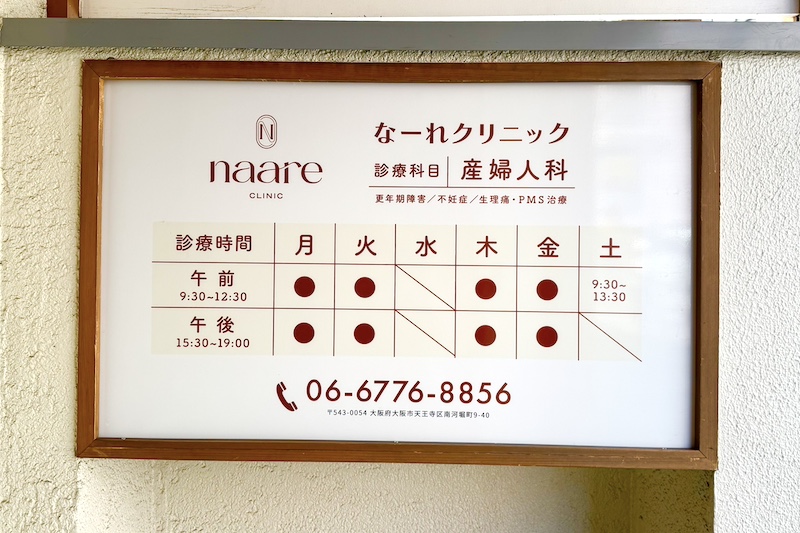 N
naare
CLINIC
なーれクリニック
診療科目 産婦人科
更年期障害／不妊症／生理痛・PMS治療
診療時間 月 火 水 木 金 土
午前 ● ● ● ● 9:30~
9:30~12:30 13:30
午後 ● ● ● ●
15:30~19:00
06-6776-8856
〒543-0054 大阪府大阪市天王寺区南河堀町9-40